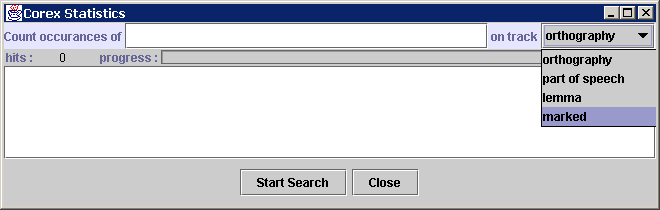 Corex Statistics
Count occurances of on track orthography
hits : 0 progress :
orthography
part of speech
lemma
marked
Start Search Close